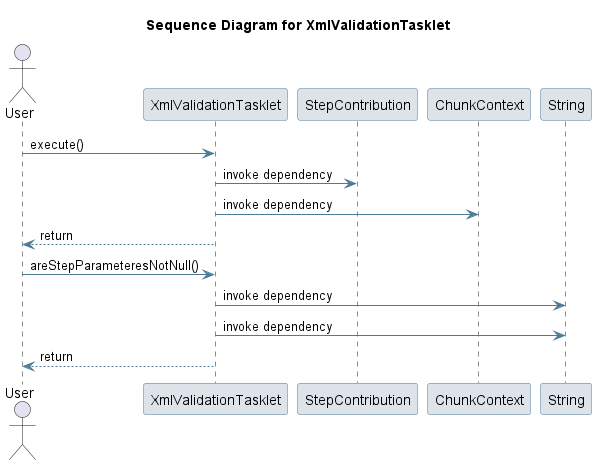 Sequence Diagram for XmlValidationTasklet
User
XmlValidationTasklet
StepContribution
ChunkContext
String
execute()
invoke dependency
invoke dependency
return
areStepParameteresNotNull()
invoke dependency
invoke dependency
return
User
XmlValidationTasklet
StepContribution
ChunkContext
String